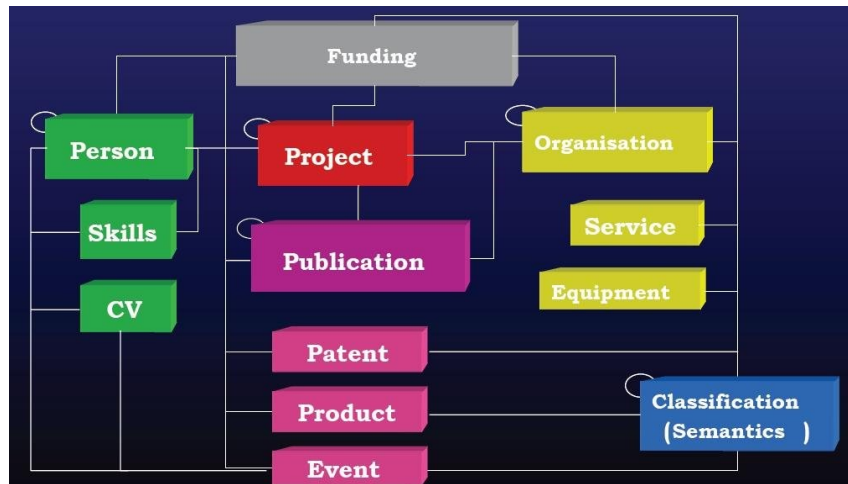 Funding
Person
Project
Organisation
Skills
Publication
Service
CV
Equipment
Patent
Product
Classification
(Semantics )
Event